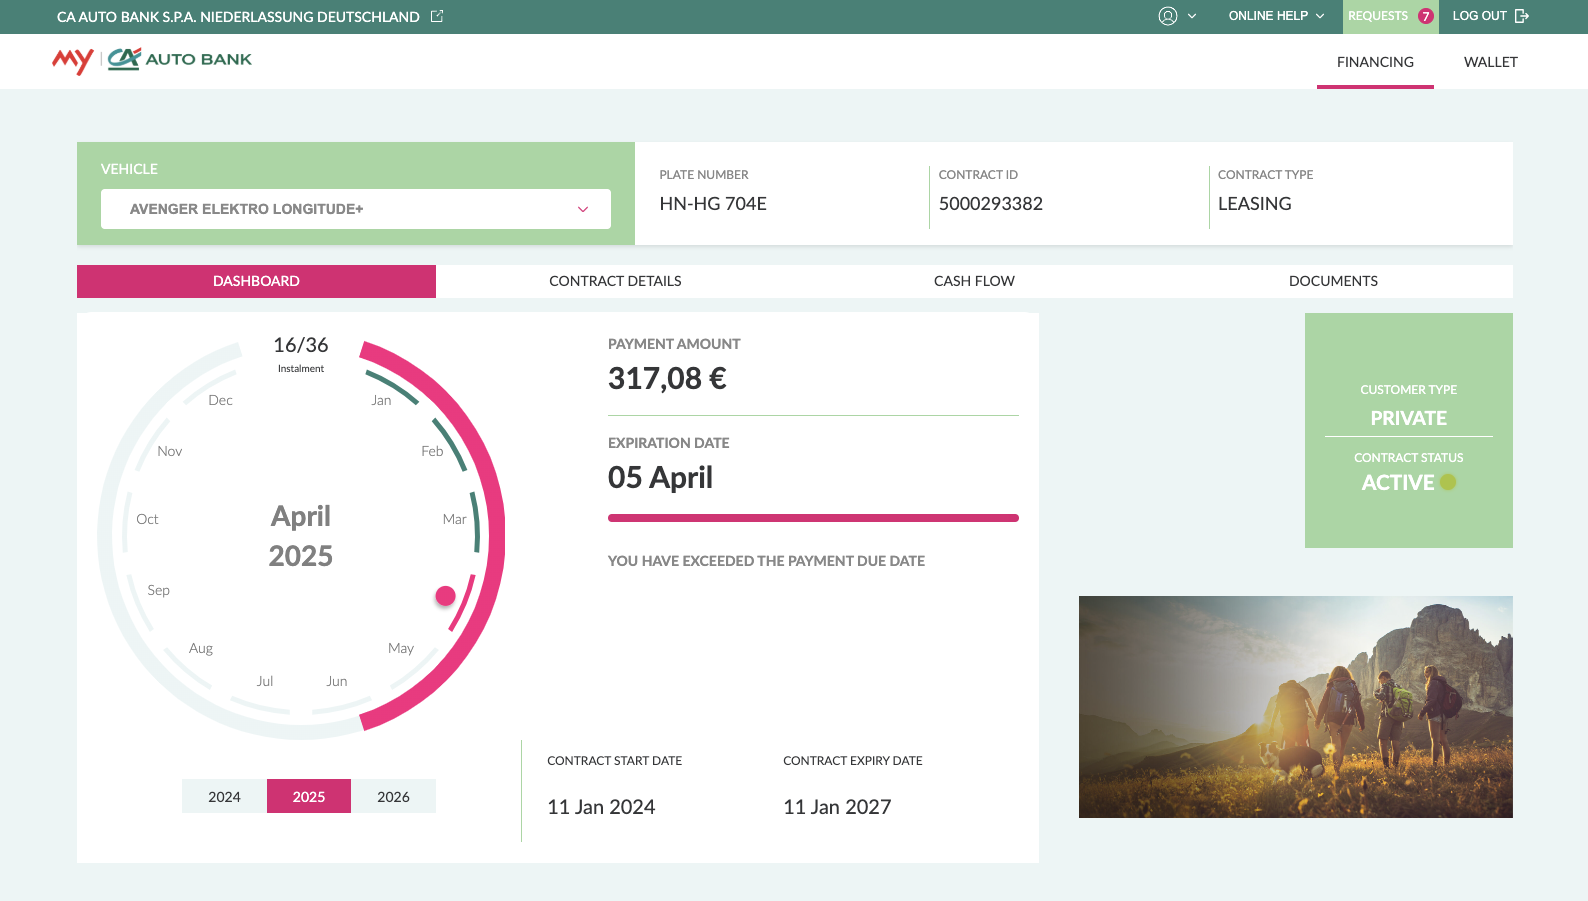 CA AUTO BANK S.P.A. NIEDERLASSUNG DEUTSCHLAND
ONLINE HELP
REQUESTS 7
LOG OUT
MY | CA AUTO BANK
FINANCING
WALLET
VEHICLE
AVENGER ELEKTRO LONGITUDE+
PLATE NUMBER
HN-HG 704E
CONTRACT ID
5000293382
CONTRACT TYPE
LEASING
DASHBOARD
CONTRACT DETAILS
CASH FLOW
DOCUMENTS
16/36
Instalment
Jan
Feb
Mar
May
Jun
Jul
Aug
Sep
Oct
Nov
Dec
April
2025
2024
2025
2026
PAYMENT AMOUNT
317,08 €
EXPIRATION DATE
05 April
YOU HAVE EXCEEDED THE PAYMENT DUE DATE
CONTRACT START DATE
11 Jan 2024
CONTRACT EXPIRY DATE
11 Jan 2027
CUSTOMER TYPE
PRIVATE
CONTRACT STATUS
ACTIVE